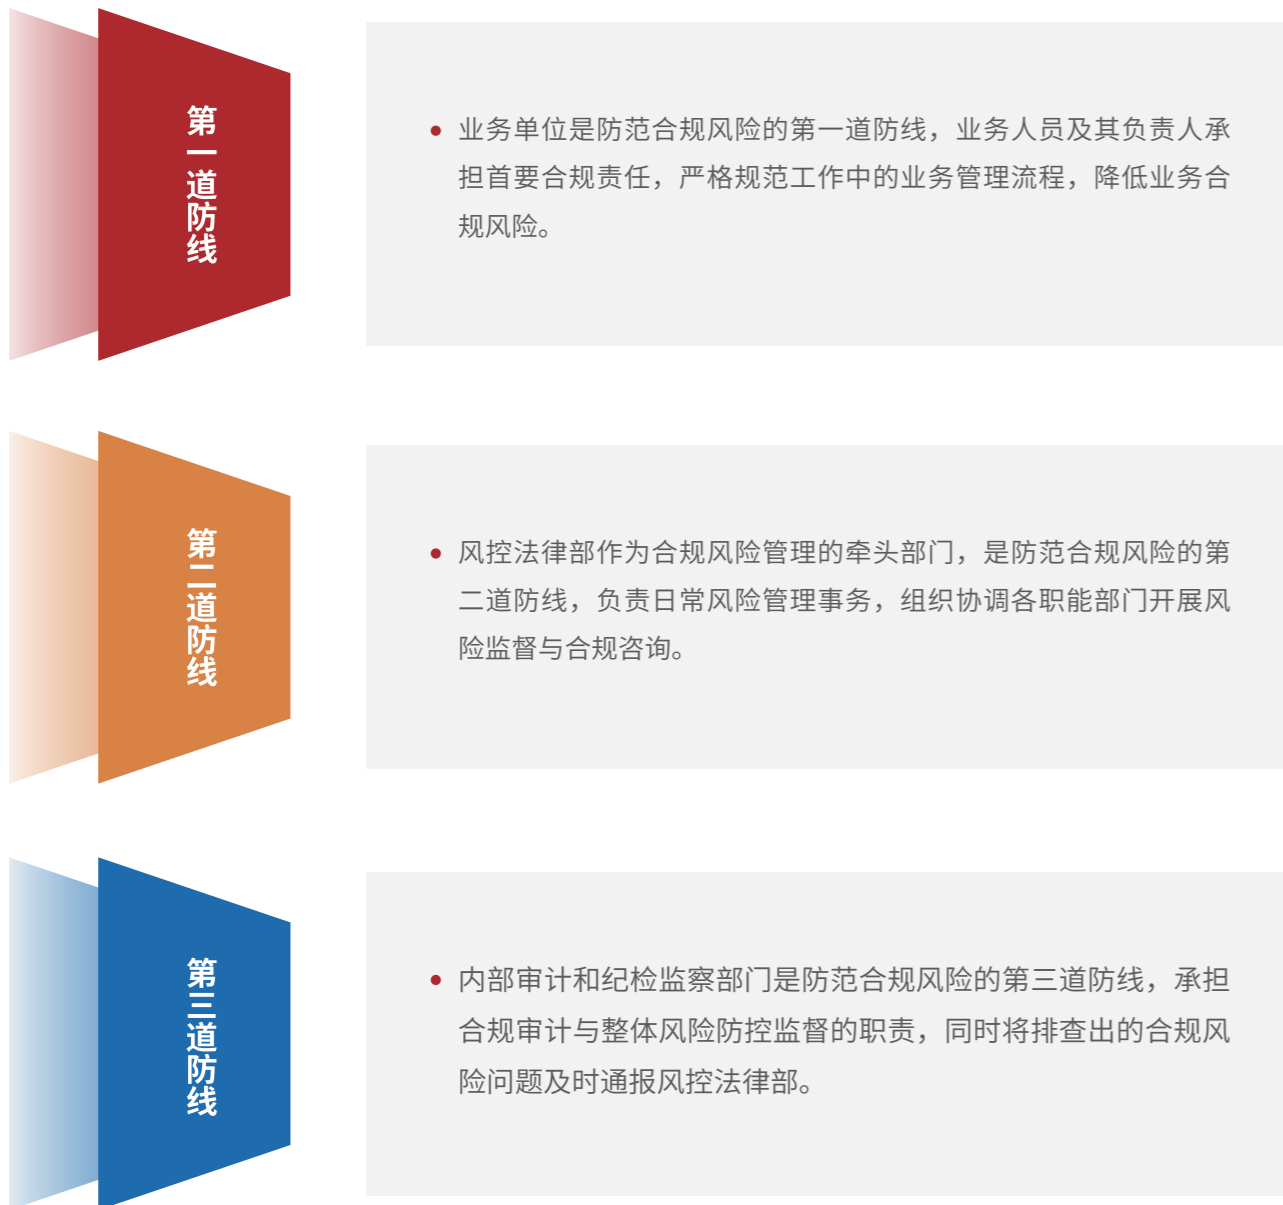 第一道防线
业务单位是防范合规风险的第一道防线，业务人员及其负责人承
担首要合规责任，严格规范工作中的业务管理流程，降低业务合
规风险。
第二道防线
风控法律部作为合规风险管理的牵头部门，是防范合规风险的第
二道防线，负责日常风险管理事务，组织协调各职能部门开展风
险监督与合规咨询。
第三道防线
内部审计和纪检监察部门是防范合规风险的第三道防线，承担
合规审计与整体风险防控监督的职责，同时将排查出的合规风
险问题及时通报风控法律部。